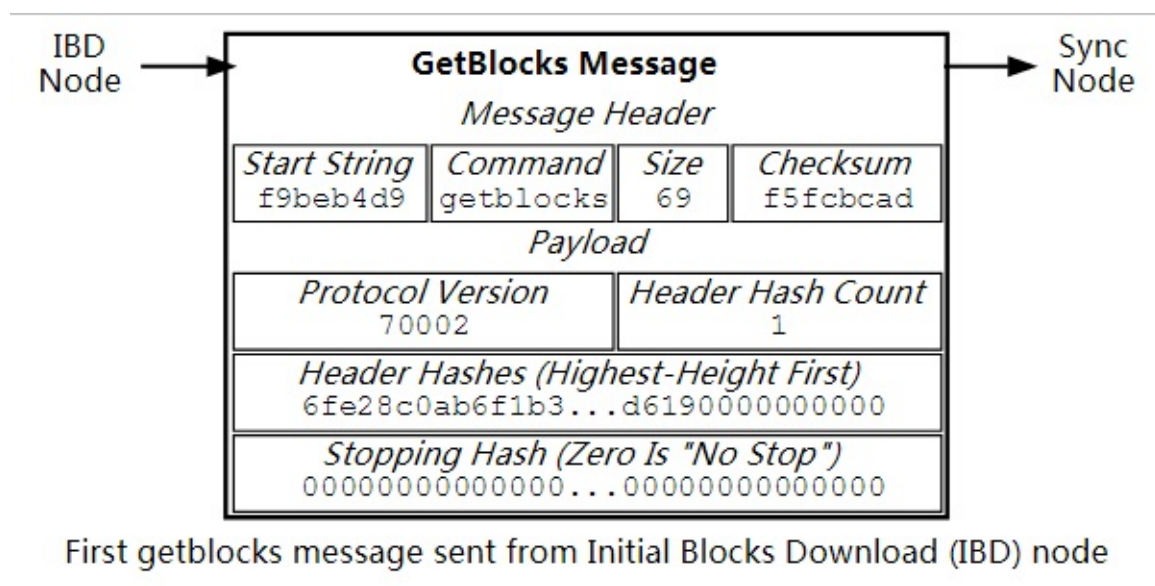 IBD
Node
GetBlocks Message
Sync
Node
Message Header
Start String Command Size Checksum
f9beb4d9 getblocks 69 f5fcbcad
Payload
Protocol Version Header Hash Count
70002 1
Header Hashes (Highest-Height First)
6fe28c0ab6f1b3...d6190000000000
Stopping Hash (Zero Is "No Stop")
00000000000000...00000000000000
First getblocks message sent from Initial Blocks Download (IBD) node